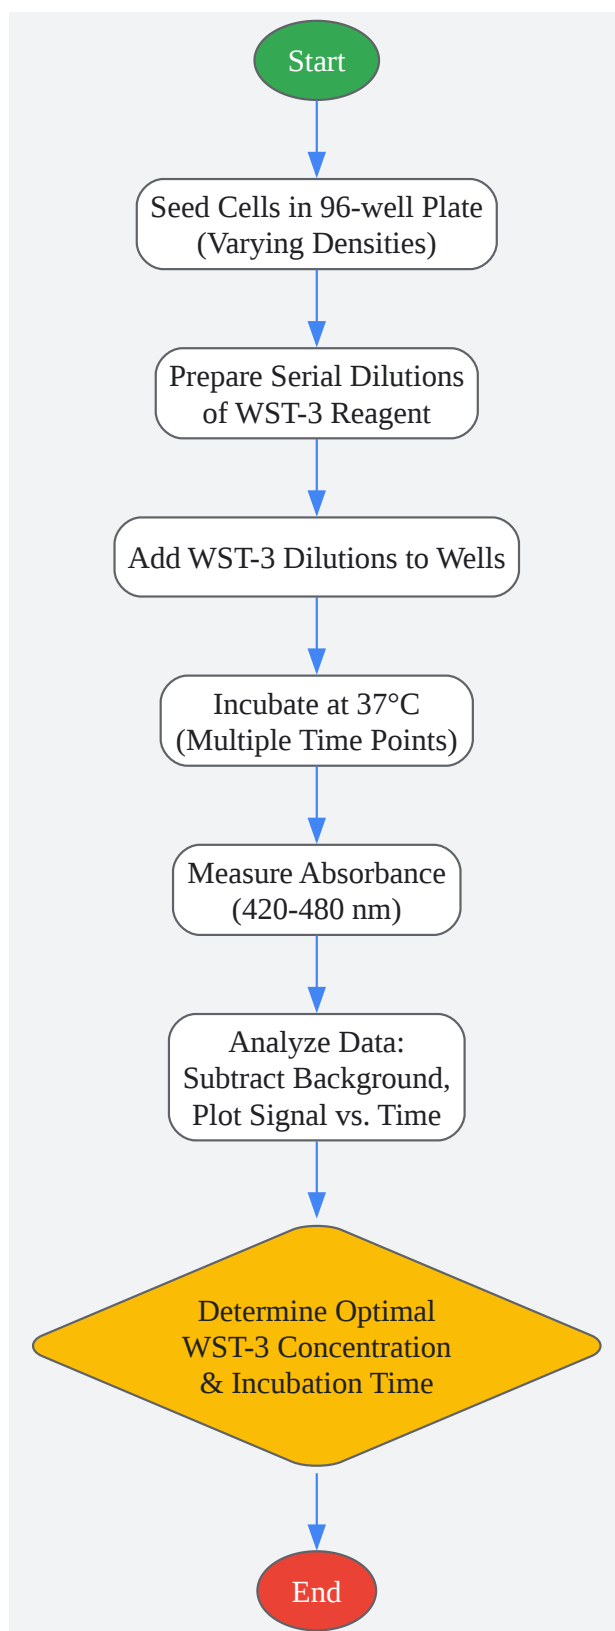 Start
Seed Cells in 96-well Plate
(Varying Densities)
Prepare Serial Dilutions
of WST-3 Reagent
Add WST-3 Dilutions to Wells
Incubate at 37°C
(Multiple Time Points)
Measure Absorbance
(420-480 nm)
Analyze Data:
Subtract Background,
Plot Signal vs. Time
Determine Optimal
WST-3 Concentration
& Incubation Time
End